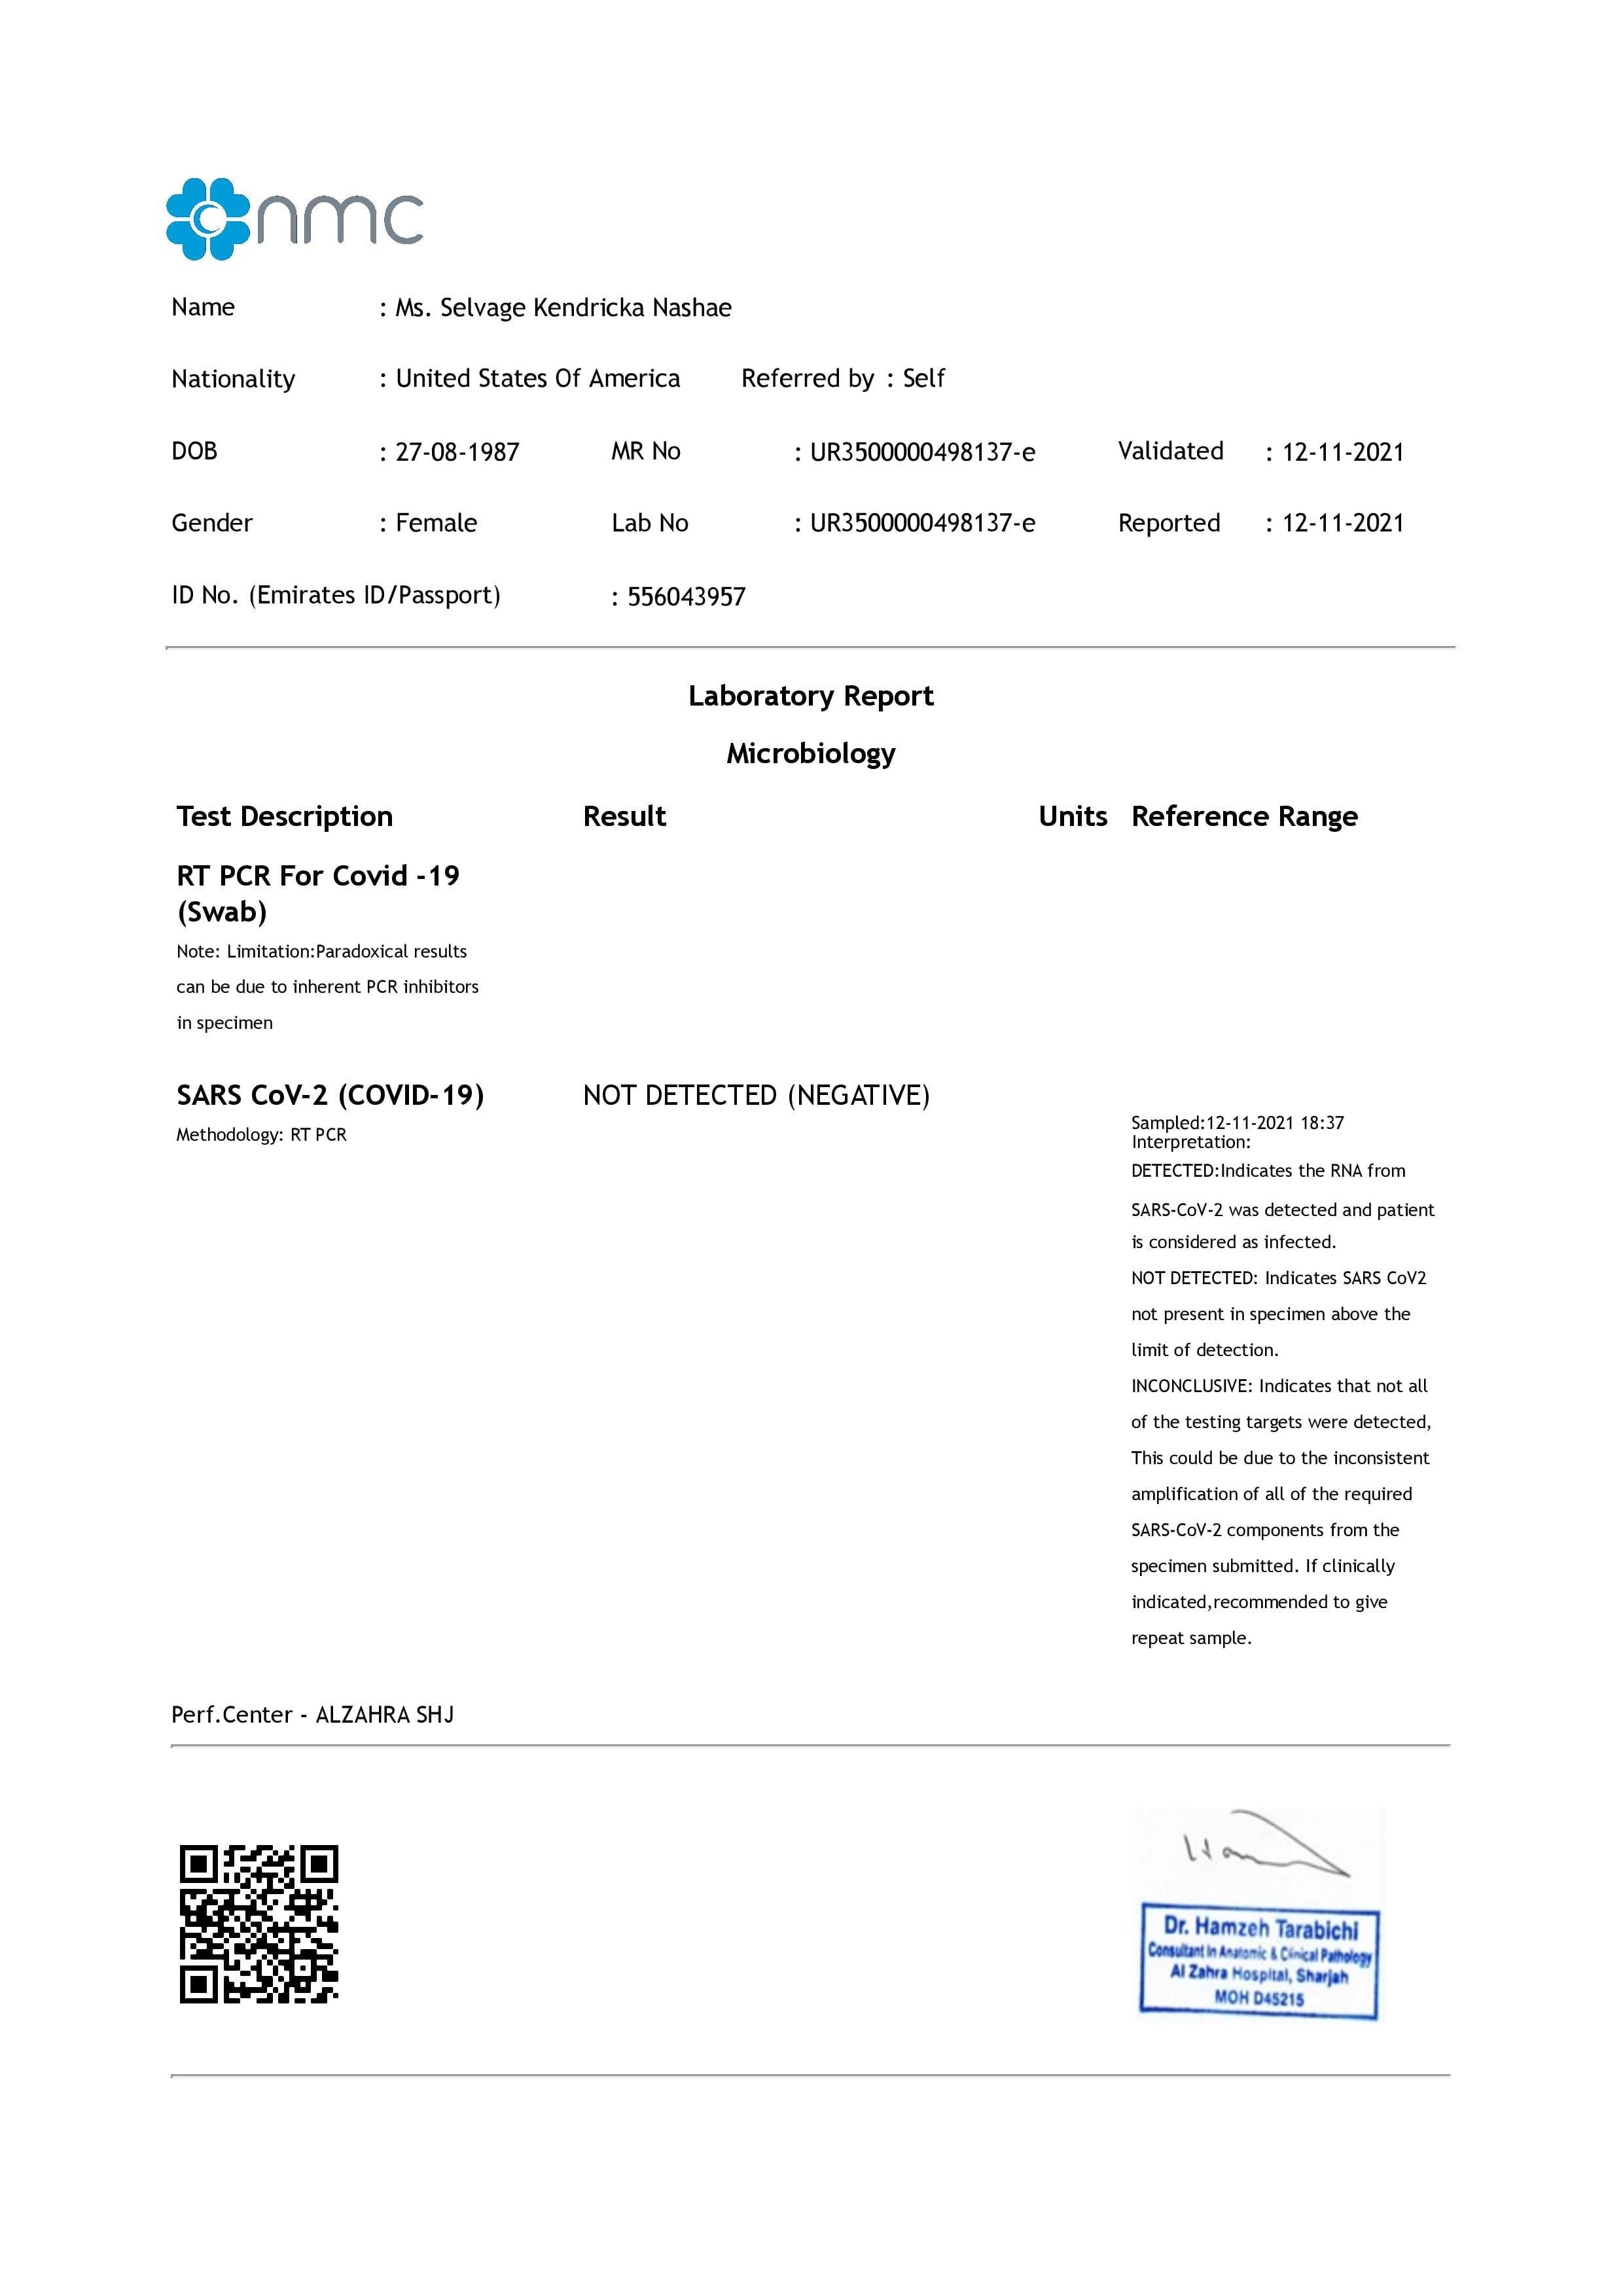 nmc
Name : Ms. Selvage Kendricka Nashae
Nationality : United States Of America Referred by : Self
DOB : 27-08-1987 MR No : UR3500000498137-e Validated : 12-11-2021
Gender : Female Lab No : UR3500000498137-e Reported : 12-11-2021
ID No. (Emirates ID/Passport) : 556043957
Laboratory Report
Microbiology
Test Description Result Units Reference Range
RT PCR For Covid -19
(Swab)
Note: Limitation:Paradoxical results
can be due to inherent PCR inhibitors
in specimen
SARS CoV-2 (COVID-19) NOT DETECTED (NEGATIVE)
Methodology: RT PCR
Sampled:12-11-2021 18:37
Interpretation:
DETECTED:Indicates the RNA from
SARS-CoV-2 was detected and patient
is considered as infected.
NOT DETECTED: Indicates SARS CoV2
not present in specimen above the
limit of detection.
INCONCLUSIVE: Indicates that not all
of the testing targets were detected,
This could be due to the inconsistent
amplification of all of the required
SARS-CoV-2 components from the
specimen submitted. If clinically
indicated,recommended to give
repeat sample.
Perf.Center - ALZAHRA SHJ
Dr. Hamzeh Tarabichi
Consultant In Anatomic & Clinical Pathology
Al Zahra Hospital, Sharjah
MOH D45215